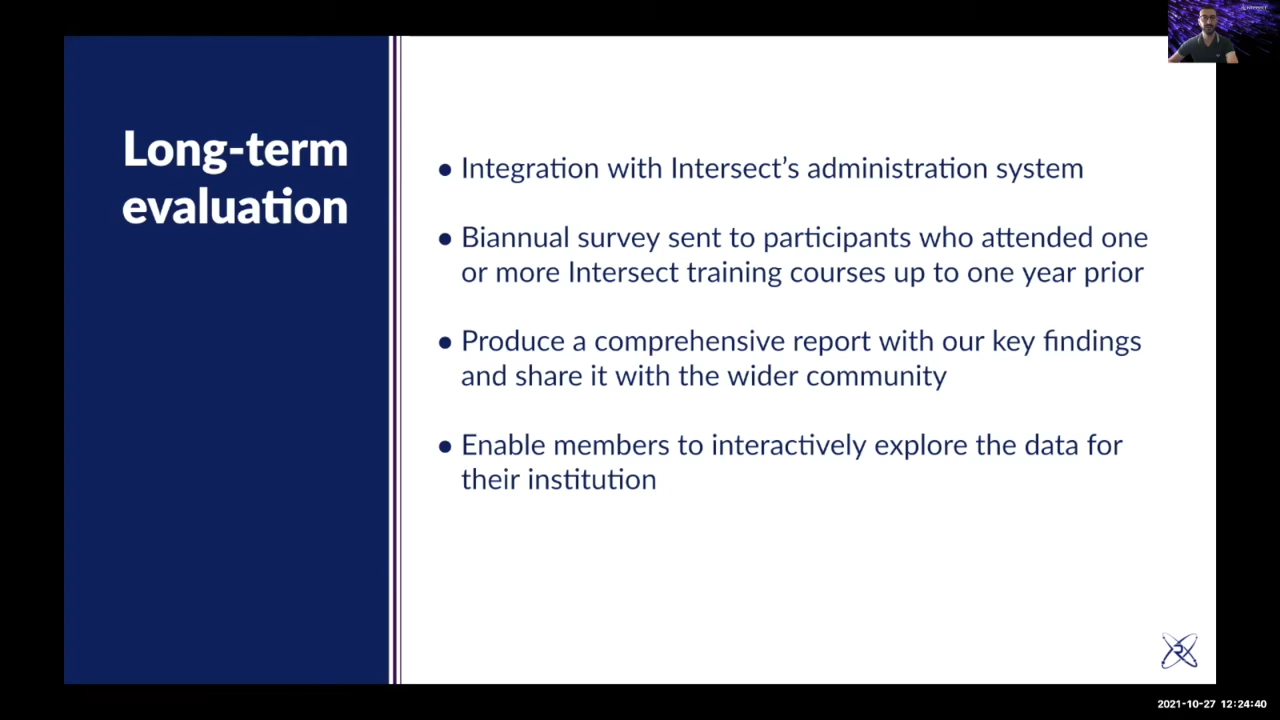 Long-term
evaluation
● Integration with Intersect’s administration system
● Biannual survey sent to participants who attended one
or more Intersect training courses up to one year prior
● Produce a comprehensive report with our key findings
and share it with the wider community
● Enable members to interactively explore the data for
their institution
2021-10-27 12:24:40